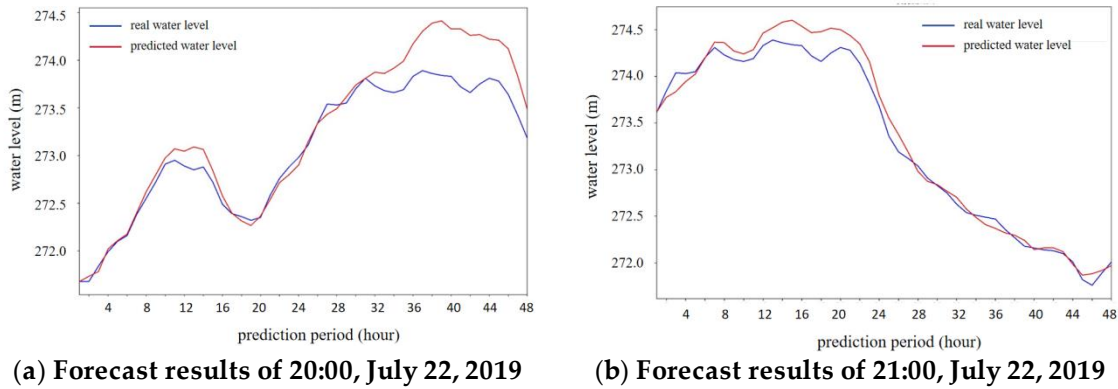 274.5
274.0
273.5
273.0
272.5
272.0
water level (m)
real water level
predicted water level
4 8 12 16 20 24 28 32 36 40 44 48
prediction period (hour)
(a) Forecast results of 20:00, July 22, 2019
274.5
274.0
273.5
273.0
272.5
272.0
water level (m)
real water level
predicted water level
4 8 12 16 20 24 28 32 36 40 44 48
prediction period (hour)
(b) Forecast results of 21:00, July 22, 2019